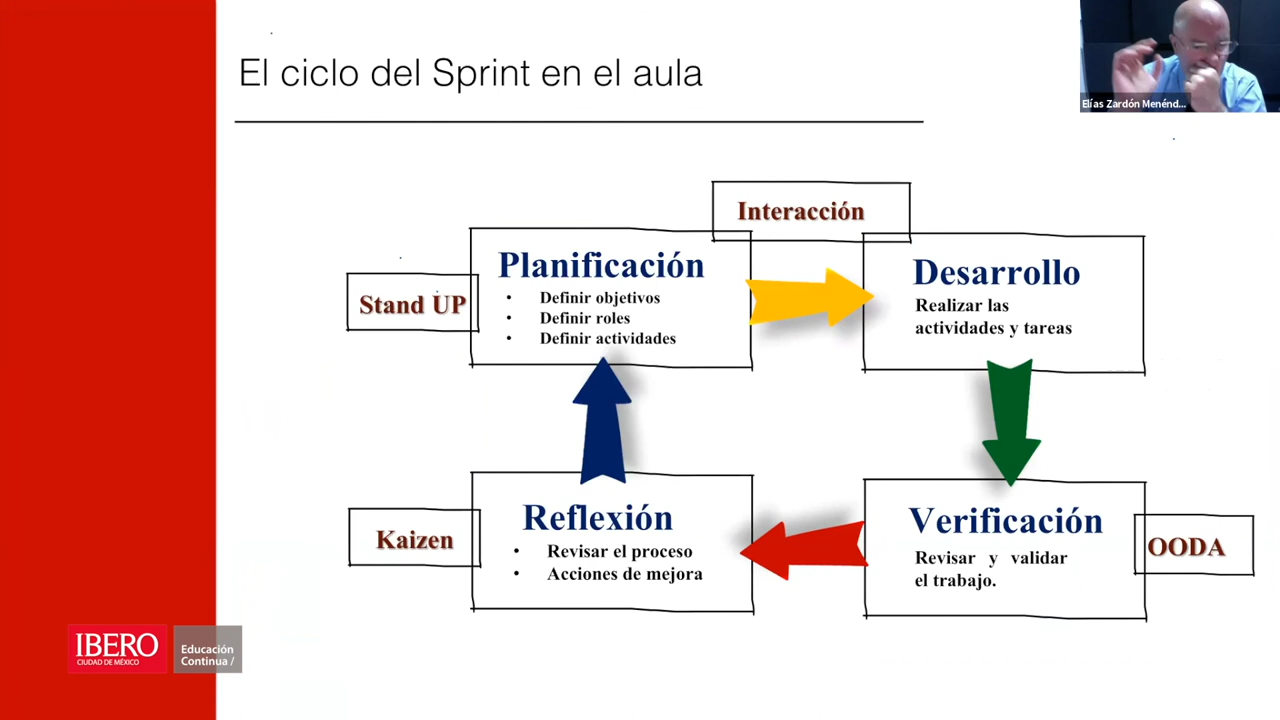 El ciclo del Sprint en el aula
Elías Zardón Menénd...
Interacción
Planificación
• Definir objetivos
• Definir roles
• Definir actividades
Stand UP
Desarrollo
Realizar las
actividades y tareas
Reflexión
• Revisar el proceso
• Acciones de mejora
Kaizen
Verificación
Revisar y validar
el trabajo.
OODA
IBERO
CIUDAD DE MÉXICO
Educación
Continua /